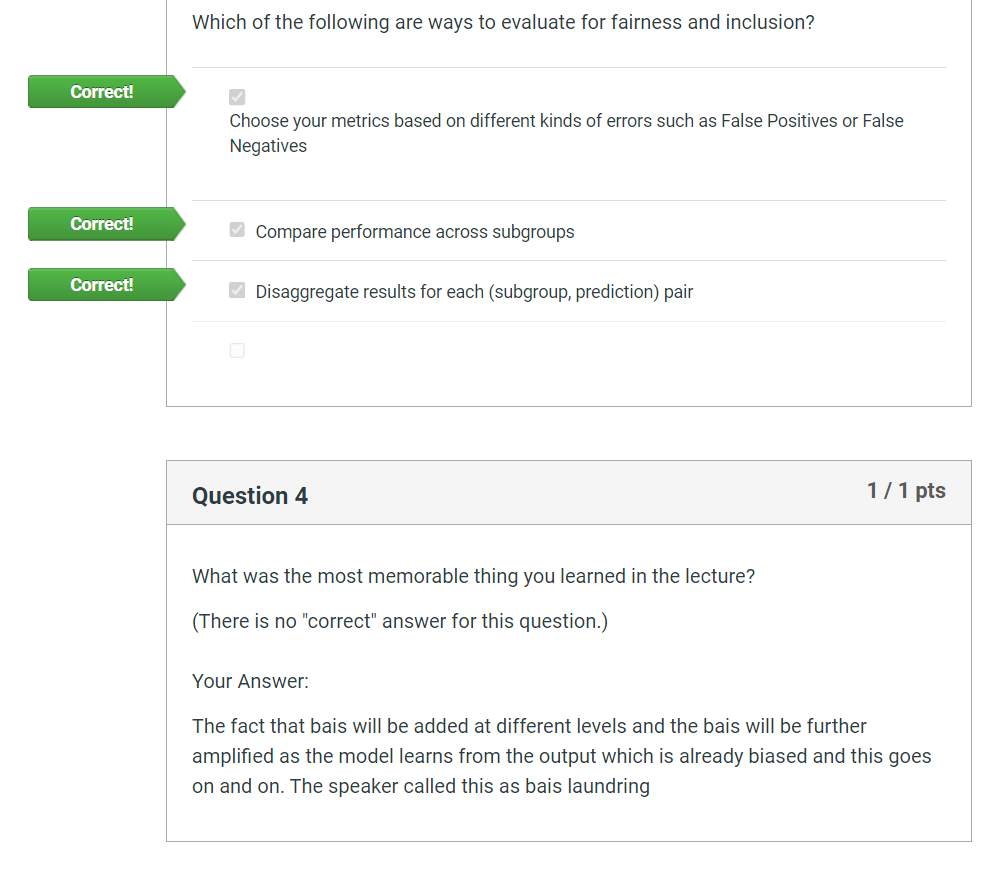 Which of the following are ways to evaluate for fairness and inclusion?
Correct!
Choose your metrics based on different kinds of errors such as False Positives or False
Negatives
Correct!
Compare performance across subgroups
Correct!
Disaggregate results for each (subgroup, prediction) pair
Question 4
1 / 1 pts
What was the most memorable thing you learned in the lecture?
(There is no "correct" answer for this question.)
Your Answer:
The fact that bais will be added at different levels and the bais will be further
amplified as the model learns from the output which is already biased and this goes
on and on. The speaker called this as bais laundring